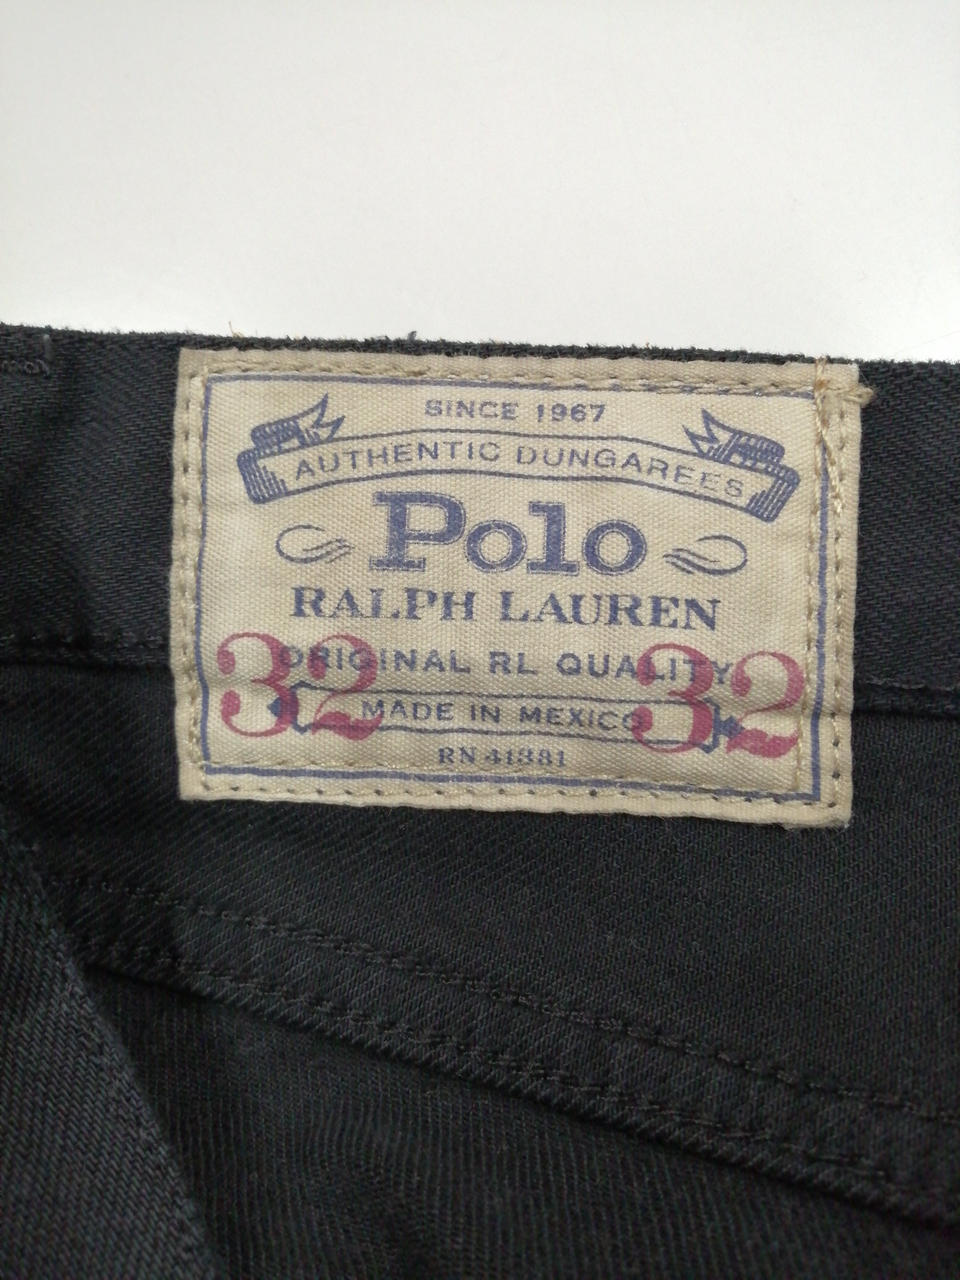 SINCE 1967
AUTHENTIC DUNGAREES
Polo
RALPH LAUREN
ORIGINAL RL QUALITY
32 32
MADE IN MEXICO
RN 41381